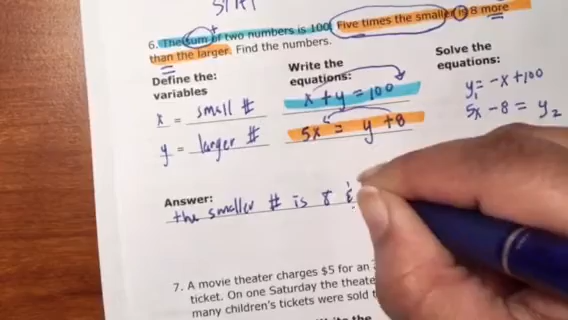 START
6. The sum of two numbers is 100. Five times the smaller is 8 more
than the larger. Find the numbers.
Define the:
variables
x = small #
y = larger #
Write the
equations:
x + y = 100
5x = y + 8
Solve the
equations:
y = -x + 100
5x - 8 = y₂
Answer:
the smaller # is 8 &
7. A movie theater charges $5 for an
ticket. On one Saturday the theate
many children's tickets were sold t
the